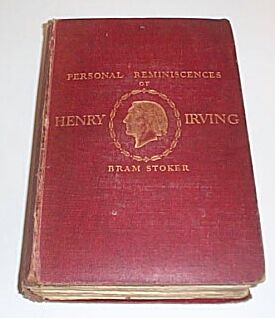 PERSONAL REMINISCENCES
OF
HENRY IRVING
BRAM STOKER